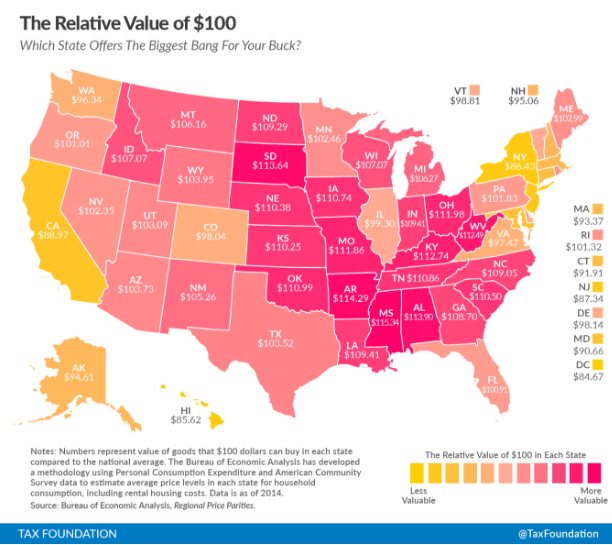 The Relative Value of $100
Which State Offers The Biggest Bang For Your Buck?
WA
$96.34
OR
$101.01
CA
$88.97
ID
$107.07
NV
$102.35
MT
$106.16
WY
$103.95
UT
$103.09
CO
$98.04
AZ
$103.73
NM
$105.26
ND
$109.29
SD
$113.64
NE
$110.38
KS
$110.25
OK
$110.99
TX
$103.52
MN
$102.46
IA
$110.74
MO
$111.86
AR
$114.29
LA
$109.41
WI
$107.07
IL
$99.30
MI
$106.27
IN
$109.41
OH
$111.98
KY
$112.74
TN $110.86
MS
$115.34
AL
$113.90
GA
$108.70
FL
$100.91
SC
$110.50
NC
$109.05
VA
$97.47
WV
$112.49
PA
$101.83
NY
$86.43
VT
$98.81
NH
$95.06
ME
$102.99
MA
$93.37
RI
$101.32
CT
$91.91
NJ
$87.34
DE
$98.14
MD
$90.66
DC
$84.67
AK
$94.61
HI
$85.62
Notes: Numbers represent value of goods that $100 dollars can buy in each state
compared to the national average. The Bureau of Economic Analysis has developed
a methodology using Personal Consumption Expenditure and American Community
Survey data to estimate average price levels in each state for household
consumption, including rental housing costs. Data is as of 2014.
Source: Bureau of Economic Analysis, Regional Price Parities.
The Relative Value of $100 in Each State
Less
Valuable
More
Valuable
TAX FOUNDATION
@TaxFoundation